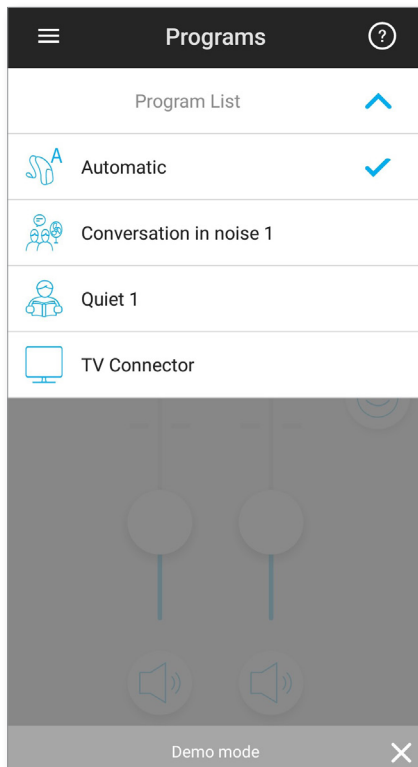 Programs
?
Program List
A
Automatic
Conversation in noise 1
Quiet 1
TV Connector
Demo mode